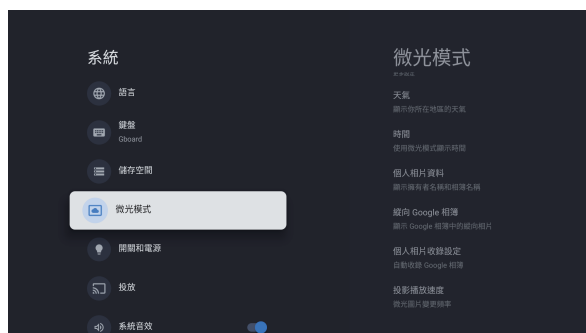 系統
語言
鍵盤
Gboard
儲存空間
微光模式
開關和電源
投放
系統音效
微光模式
天氣
顯示你所在地區的天氣
時間
使用微光模式顯示時間
個人相片資料
顯示擁有者名稱和相簿名稱
縱向 Google 相簿
顯示 Google 相簿中的縱向相片
個人相片收錄設定
自動收錄 Google 相簿
投影播放速度
微光圖片變更頻率